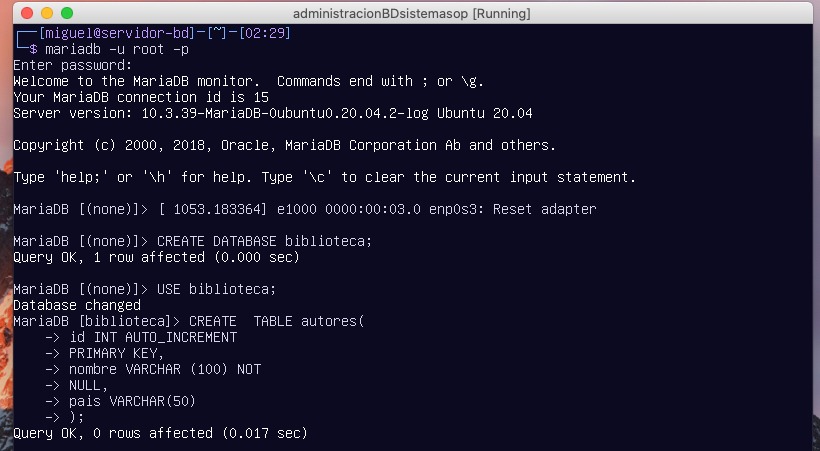 administracionBDsistemasop [Running]
┌──[miguel@servidor-bd]─[~]─[02:29]
└─$ mariadb -u root -p
Enter password:
Welcome to the MariaDB monitor.  Commands end with ; or \g.
Your MariaDB connection id is 15
Server version: 10.3.39-MariaDB-0ubuntu0.20.04.2-log Ubuntu 20.04
Copyright (c) 2000, 2018, Oracle, MariaDB Corporation Ab and others.
Type 'help;' or '\h' for help. Type '\c' to clear the current input statement.
MariaDB [(none)]> [ 1053.183364] e1000 0000:00:03.0 enp0s3: Reset adapter
MariaDB [(none)]> CREATE DATABASE biblioteca;
Query OK, 1 row affected (0.000 sec)
MariaDB [(none)]> USE biblioteca;
Database changed
MariaDB [biblioteca]> CREATE  TABLE autores(
    -> id INT AUTO_INCREMENT
    -> PRIMARY KEY,
    -> nombre VARCHAR (100) NOT
    -> NULL,
    -> pais VARCHAR(50)
    -> );
Query OK, 0 rows affected (0.017 sec)